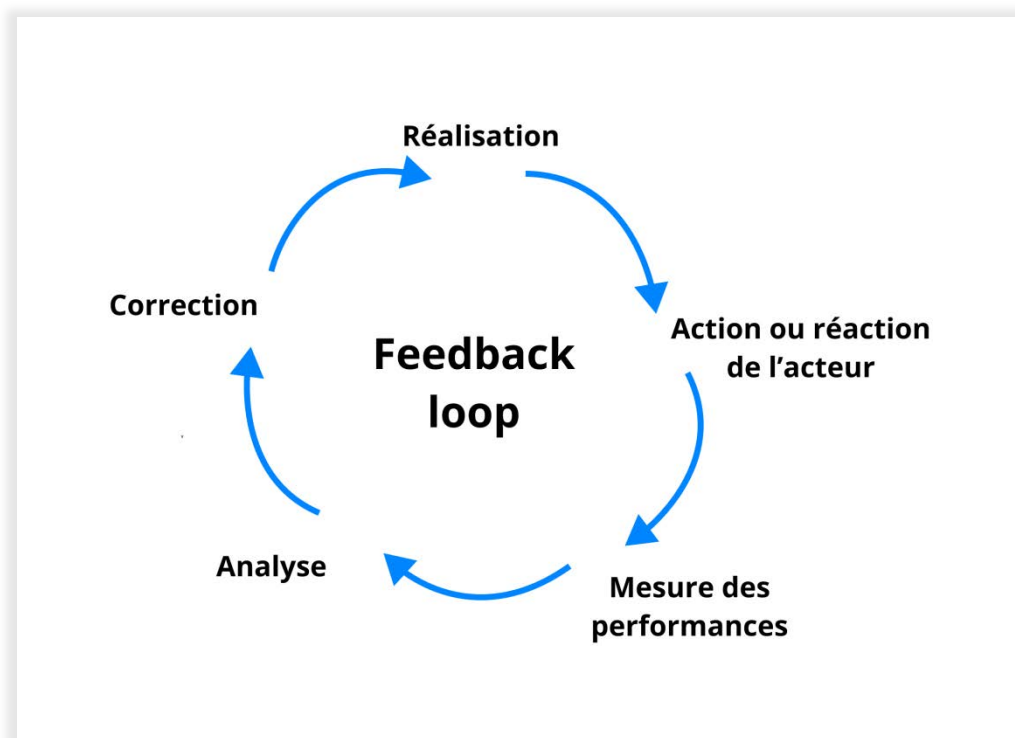 Réalisation
Action ou réaction
de l’acteur
Mesure des
performances
Analyse
Correction
Feedback
loop